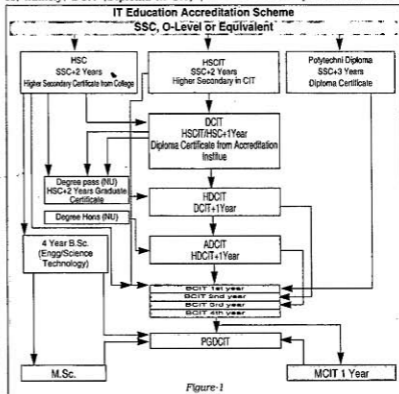 IT Education Accreditation Scheme
SSC, O-Level or Equivalent
HSC
SSC+2 Years
Higher Secondary Certificate from College
HSCIT
SSC+2 Years
Higher Secondary in CIT
Polytechni Diploma
SSC+3 Years
Diploma Certificate
DCIT
HSCIT/HSC+1Year
Diploma Certificate from Accreditation
Institlue
Degree pass (NU)
HSC+2 Years Graduate
Certificate
HDCIT
DCIT+1Year
Degree Hons (NU)
4 Year B.Sc.
(Engg/Science
Technology)
ADCIT
HDCIT+1Year
BCIT 1st year
BCIT 2nd year
BCIT 3rd year
BCIT 4th year
PGDCIT
M.Sc.
MCIT 1 Year
Figure-1